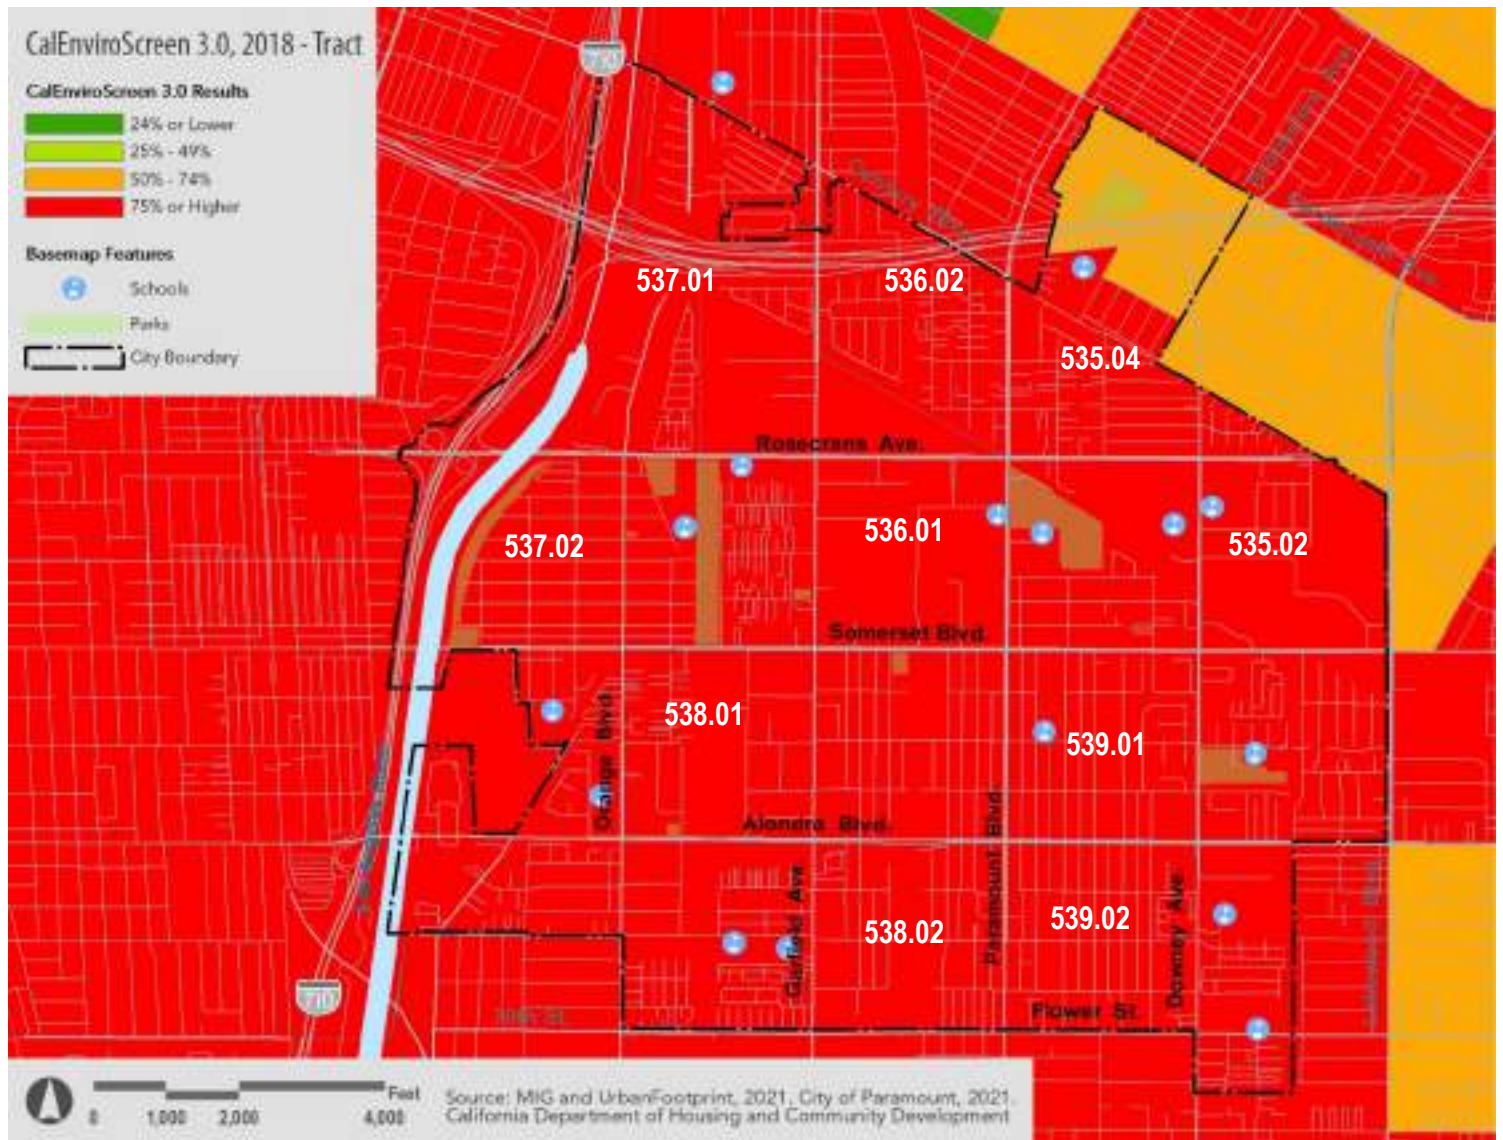 CalEnviroScreen 3.0, 2018 - Tract
CalEnviroScreen 3.0 Results
24% or Lower
25% - 49%
50% - 74%
75% or Higher
Basemap Features
Schools
Parks
City Boundary
710
537.01
536.02
535.04
Rosecrans Ave.
537.02
536.01
535.02
Somerset Blvd
538.01
539.01
Orange Blvd
Alondra Blvd.
Paramount Blvd
Garfield Ave
538.02
539.02
Downey Ave
710
Flower St.
Feet
0 1,000 2,000 4,000
Source: MIG and UrbanFootprint, 2021, City of Paramount, 2021.
California Department of Housing and Community Development